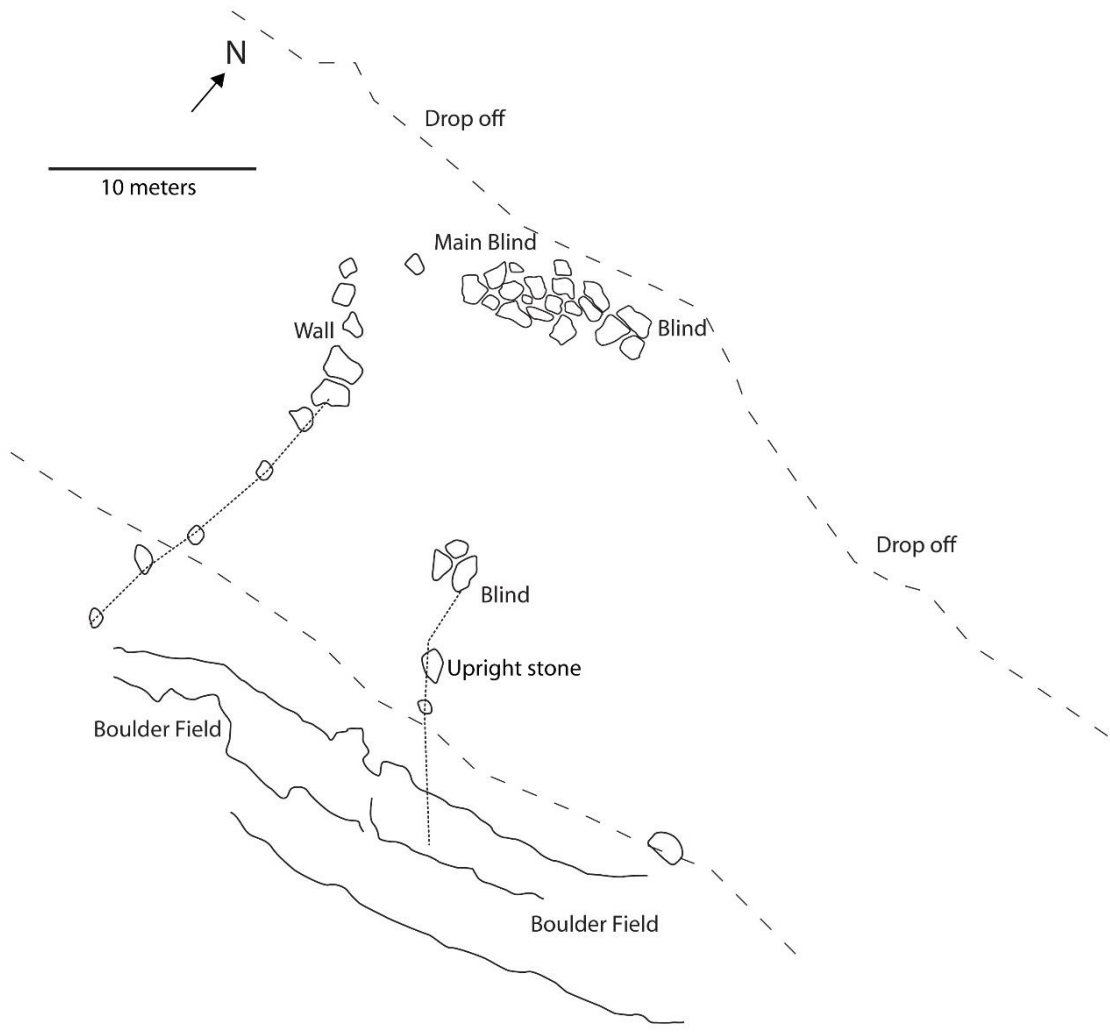 N
Drop off
10 meters
Main Blind
Wall
Blind
Drop off
Blind
Upright stone
Boulder Field
Boulder Field